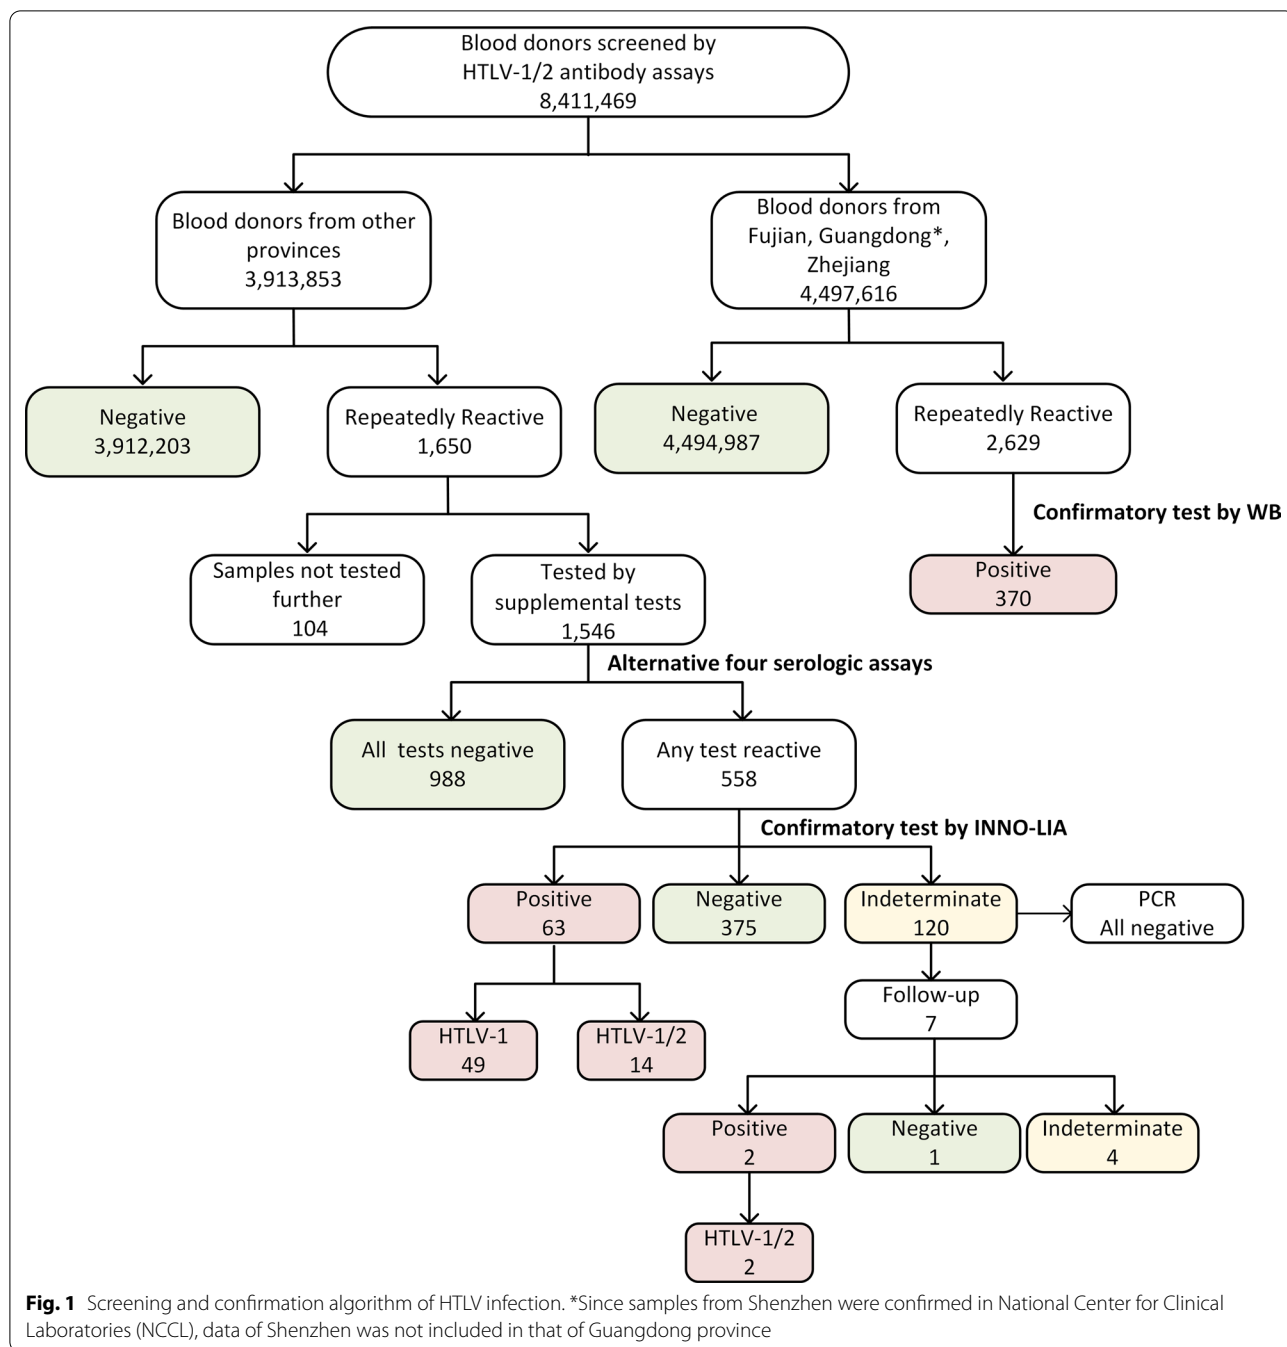 Blood donors screened by
HTLV-1/2 antibody assays
8,411,469
Blood donors from other
provinces
3,913,853
Blood donors from
Fujian, Guangdong*,
Zhejiang
4,497,616
Negative
3,912,203
Repeatedly Reactive
1,650
Negative
4,494,987
Repeatedly Reactive
2,629
Confirmatory test by WB
Samples not tested
further
104
Tested by
supplemental tests
1,546
Positive
370
Alternative four serologic assays
All tests negative
988
Any test reactive
558
Confirmatory test by INNO-LIA
Positive
63
Negative
375
Indeterminate
120
PCR
All negative
Follow-up
7
HTLV-1
49
HTLV-1/2
14
Positive
2
Negative
1
Indeterminate
4
HTLV-1/2
2
Fig. 1 Screening and confirmation algorithm of HTLV infection. *Since samples from Shenzhen were confirmed in National Center for Clinical
Laboratories (NCCL), data of Shenzhen was not included in that of Guangdong province